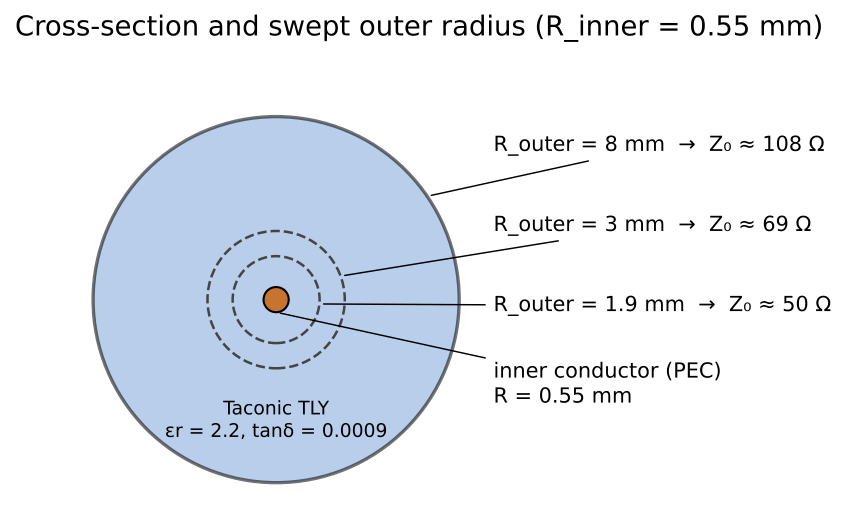 Cross-section and swept outer radius (R_inner = 0.55 mm)
R_outer = 8 mm → Z₀ ≈ 108 Ω
R_outer = 3 mm → Z₀ ≈ 69 Ω
R_outer = 1.9 mm → Z₀ ≈ 50 Ω
inner conductor (PEC)
R = 0.55 mm
Taconic TLY
εr = 2.2, tanδ = 0.0009